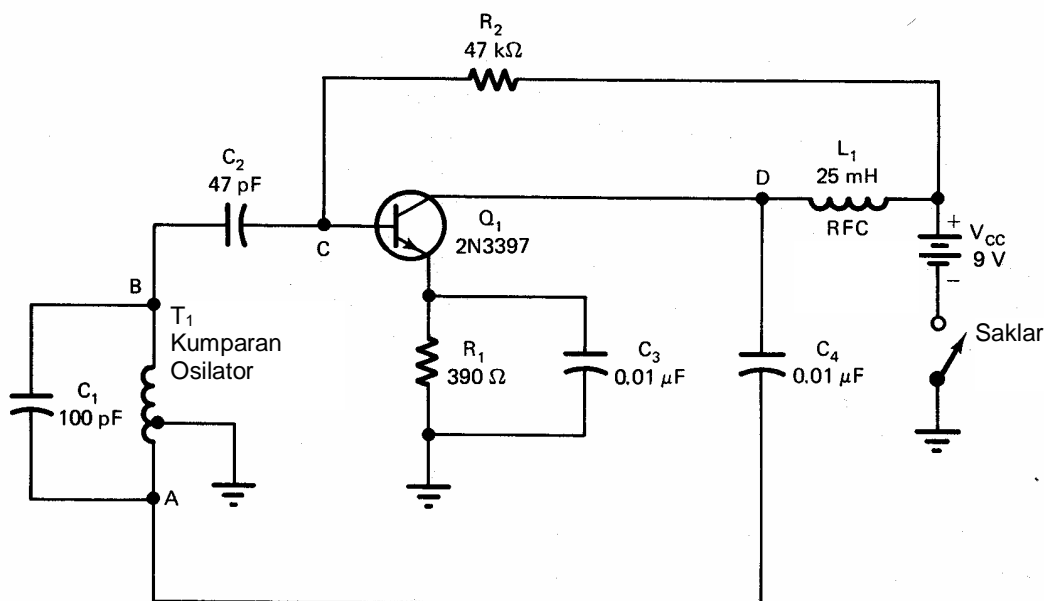 R2
47 kΩ
C2
47 pF
L1
25 mH
D
RFC
Q1
2N3397
C
+
VCC
9 V
−
B
T1
Kumparan
Osilator
Saklar
R1
390 Ω
C3
0.01 μF
C4
0.01 μF
C1
100 pF
A